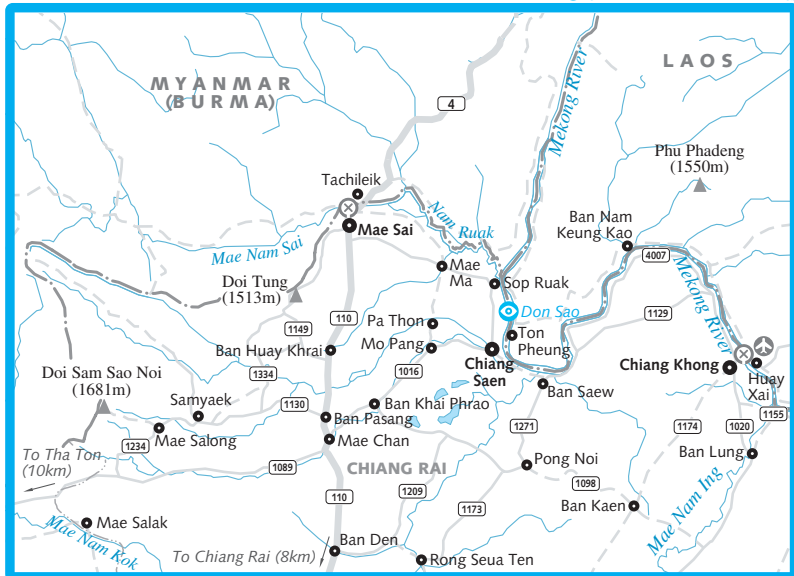 MYANMAR
(BURMA)
LAOS
4
Mekong River
Phu Phadeng
(1550m)
Tachileik
Mae Sai
Nam
Ruak
Ban Nam
Keung Kao
Mae Nam Sai
4007
Mekong River
Mae
Ma
Sop Ruak
Doi Tung
(1513m)
Don Sao
110
1129
1149
Pa Thon
Ton
Pheung
Mo Pang
Ban Huay Khrai
Chiang
Saen
Chiang Khong
Huay
Xai
1016
1334
Doi Sam Sao Noi
(1681m)
Samyaek
1130
Ban Khai Phrao
Ban Saew
1155
Ban Pasang
1174
1020
Mae Salong
1271
Mae Chan
1234
Ban Lung
To Tha Ton
(10km)
1089
CHIANG RAI
Pong Noi
1098
110
1209
1173
Ban Kaen
Mae Nam Ing
Mae Salak
Mae Nam Kok
Ban Den
To Chiang Rai (8km)
Rong Seua Ten